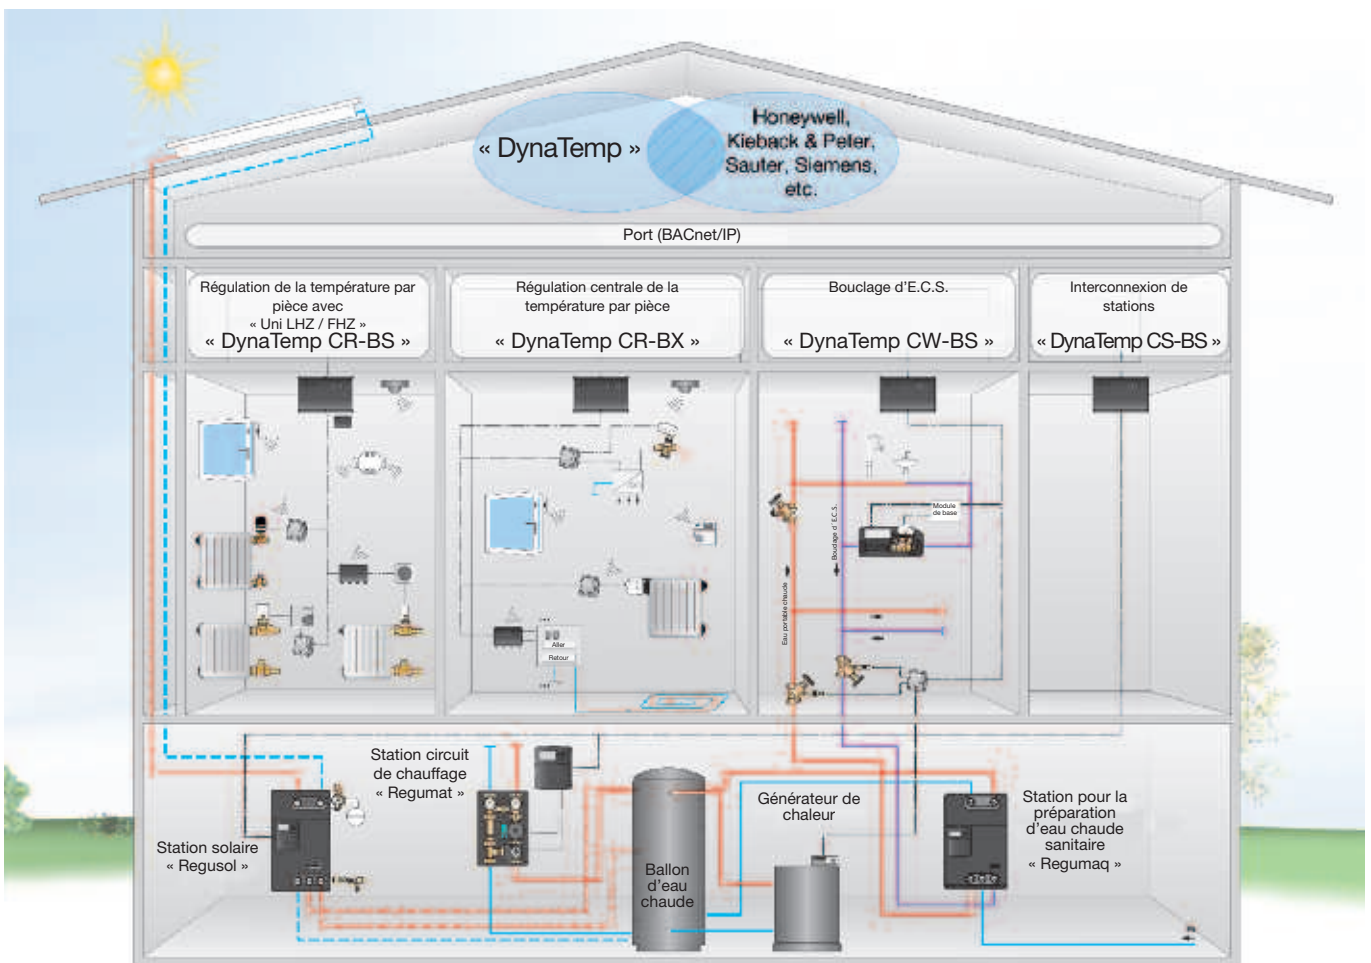 « DynaTemp »
Honeywell,
Kieback & Peter,
Sauter, Siemens,
etc.
Port (BACnet/IP)
Régulation de la température par
pièce avec
« Uni LHZ / FHZ »
« DynaTemp CR-BS »
Régulation centrale de la
température par pièce
« DynaTemp CR-BX »
Bouclage d’E.C.S.
« DynaTemp CW-BS »
Interconnexion de
stations
« DynaTemp CS-BS »
Module
de base
Bouclage d’E.C.S.
Eau portable chaude
Aller
Retour
Station circuit
de chauffage
« Regumat »
Station solaire
« Regusol »
Ballon
d’eau
chaude
Générateur de
chaleur
Station pour la
préparation
d’eau chaude
sanitaire
« Regumaq »